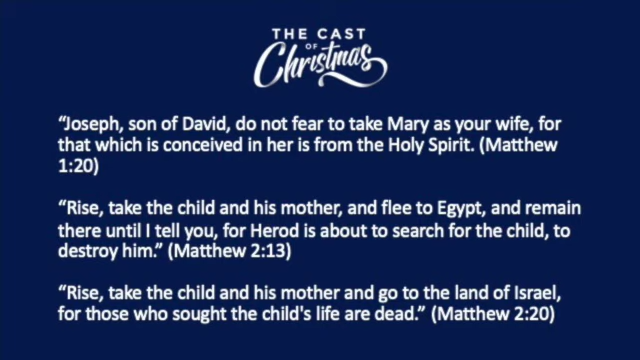 THE CAST
OF
Christmas
“Joseph, son of David, do not fear to take Mary as your wife, for
that which is conceived in her is from the Holy Spirit. (Matthew
1:20)
“Rise, take the child and his mother, and flee to Egypt, and remain
there until I tell you, for Herod is about to search for the child, to
destroy him.” (Matthew 2:13)
“Rise, take the child and his mother and go to the land of Israel,
for those who sought the child's life are dead.” (Matthew 2:20)